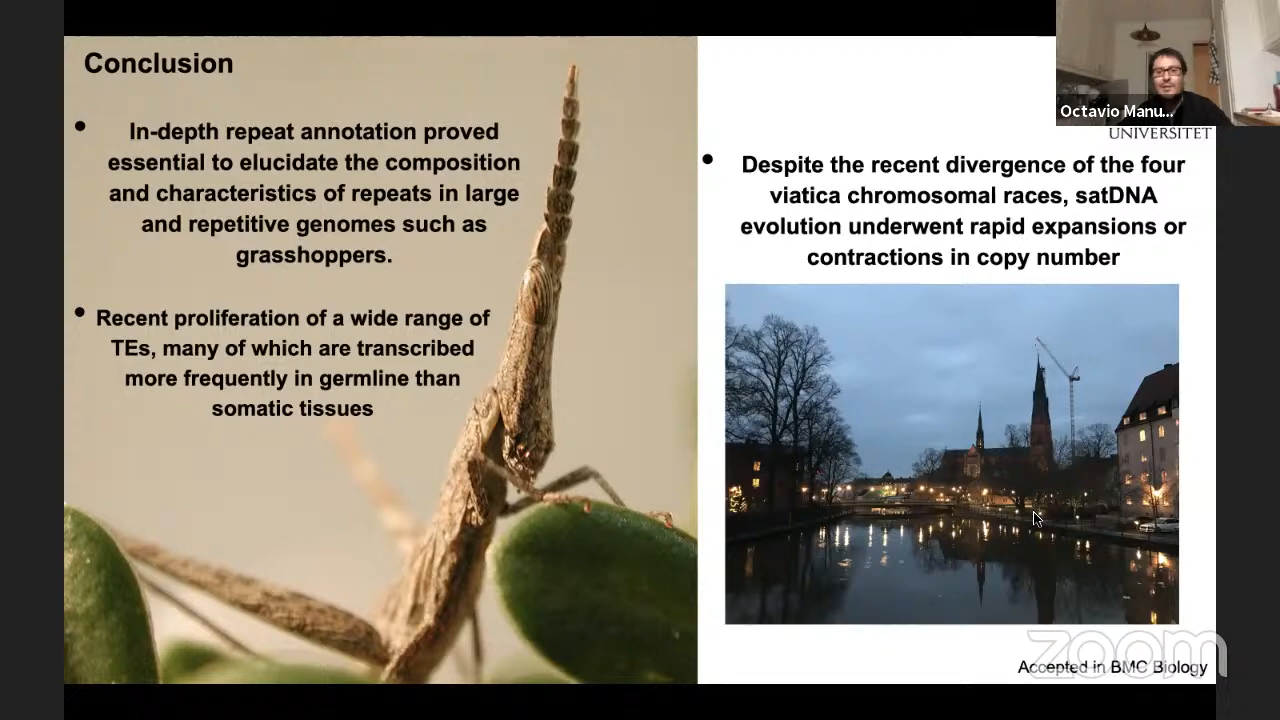 Conclusion
• In-depth repeat annotation proved
essential to elucidate the composition
and characteristics of repeats in large
and repetitive genomes such as
grasshoppers.
• Recent proliferation of a wide range of
TEs, many of which are transcribed
more frequently in germline than
somatic tissues
Octavio Manu...
UNIVERSITET
• Despite the recent divergence of the four
viatica chromosomal races, satDNA
evolution underwent rapid expansions or
contractions in copy number
zoom
Accepted in BMC Biology